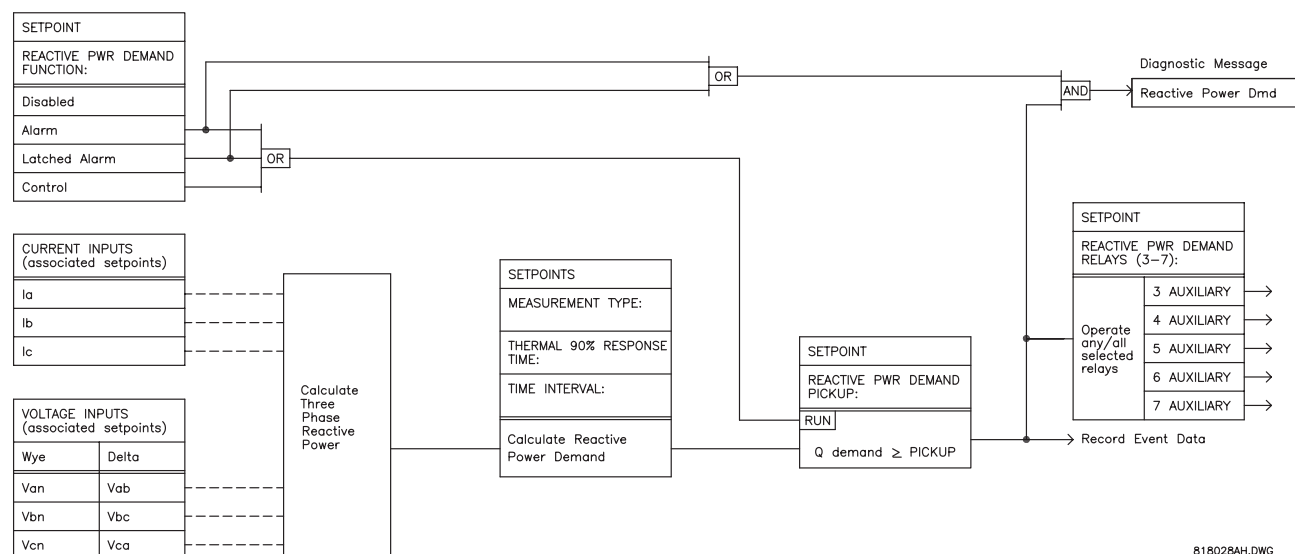 SETPOINT
REACTIVE PWR DEMAND
FUNCTION:
Disabled
Alarm
Latched Alarm
Control
OR
OR
AND
Diagnostic Message
Reactive Power Dmd
CURRENT INPUTS
(associated setpoints)
Ia
Ib
Ic
VOLTAGE INPUTS
(associated setpoints)
Wye Delta
Van Vab
Vbn Vbc
Vcn Vca
Calculate
Three
Phase
Reactive
Power
SETPOINTS
MEASUREMENT TYPE:
THERMAL 90% RESPONSE
TIME:
TIME INTERVAL:
Calculate Reactive
Power Demand
SETPOINT
REACTIVE PWR DEMAND
PICKUP:
RUN
Q demand ≥ PICKUP
SETPOINT
REACTIVE PWR DEMAND
RELAYS (3–7):
Operate
any/all
selected
relays
3 AUXILIARY
4 AUXILIARY
5 AUXILIARY
6 AUXILIARY
7 AUXILIARY
Record Event Data
818028AH.DWG